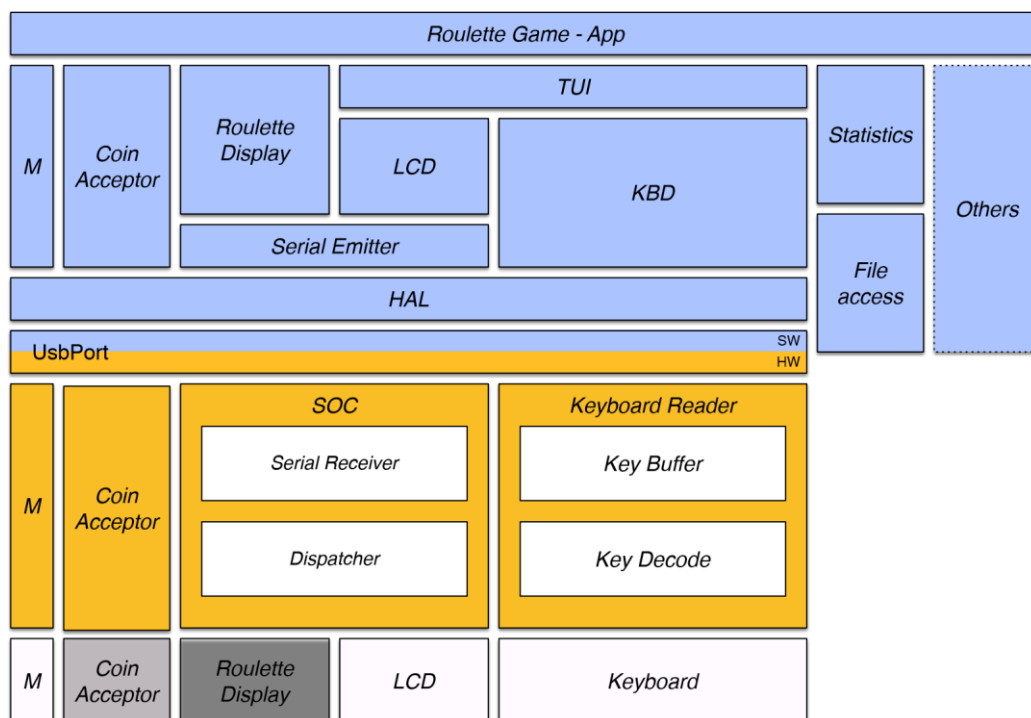 Roulette Game - App
M
Coin
Acceptor
Roulette
Display
TUI
LCD
KBD
Statistics
Others
Serial Emitter
File
access
HAL
UsbPort
SW
HW
M
Coin
Acceptor
SOC
Serial Receiver
Dispatcher
Keyboard Reader
Key Buffer
Key Decode
M
Coin
Acceptor
Roulette
Display
LCD
Keyboard